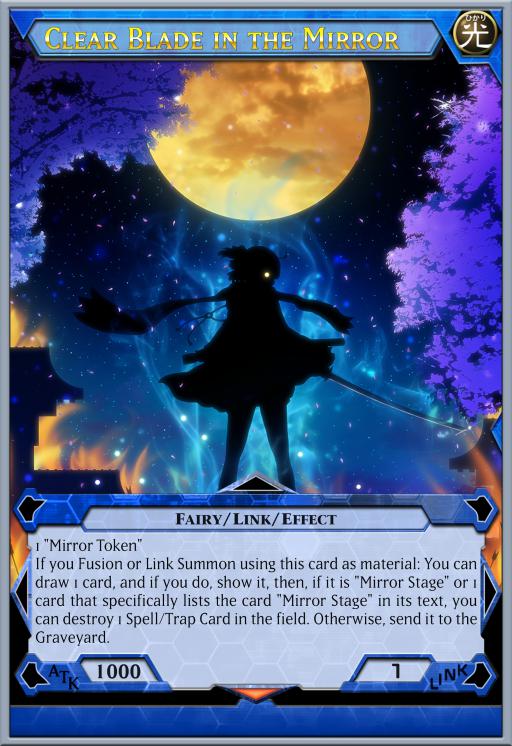 CLEAR BLADE IN THE MIRROR
ひかり
光
FAIRY/LINK/EFFECT
1 "Mirror Token"
If you Fusion or Link Summon using this card as material: You can
draw 1 card, and if you do, show it, then, if it is "Mirror Stage" or 1
card that specifically lists the card "Mirror Stage" in its text, you
can destroy 1 Spell/Trap Card in the field. Otherwise, send it to the
Graveyard.
ATK 1000
1 LINK